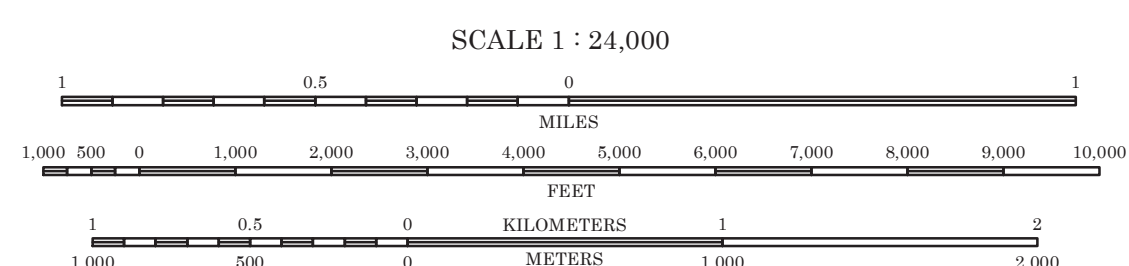 SCALE 1 : 24,000
1 0.5 0 1
MILES
1,000 500 0 1,000 2,000 3,000 4,000 5,000 6,000 7,000 8,000 9,000 10,000
FEET
1 0.5 0 KILOMETERS 1 2
1,000 500 0 METERS 1,000 2,000